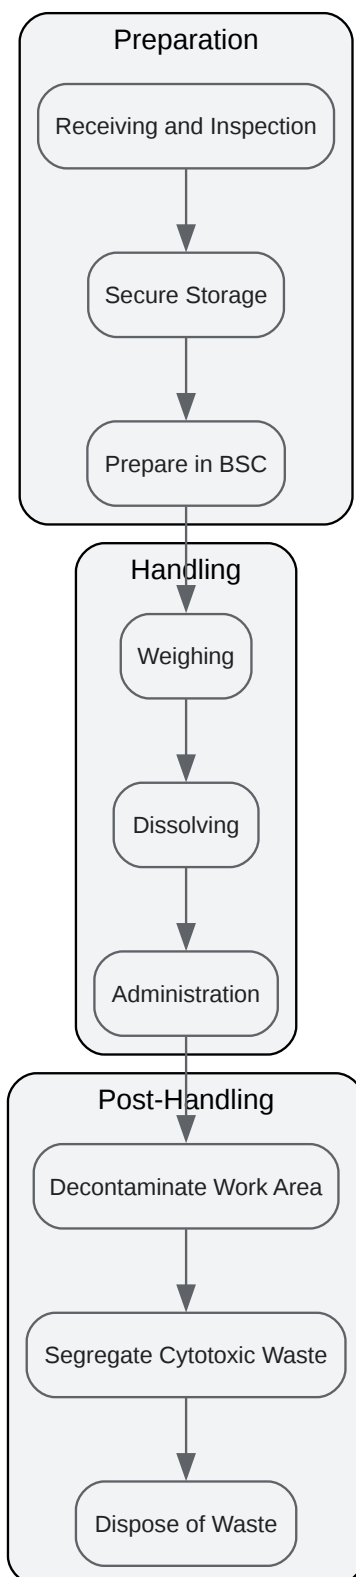 Preparation
Receiving and Inspection
Secure Storage
Prepare in BSC
Handling
Weighing
Dissolving
Administration
Post-Handling
Decontaminate Work Area
Segregate Cytotoxic Waste
Dispose of Waste